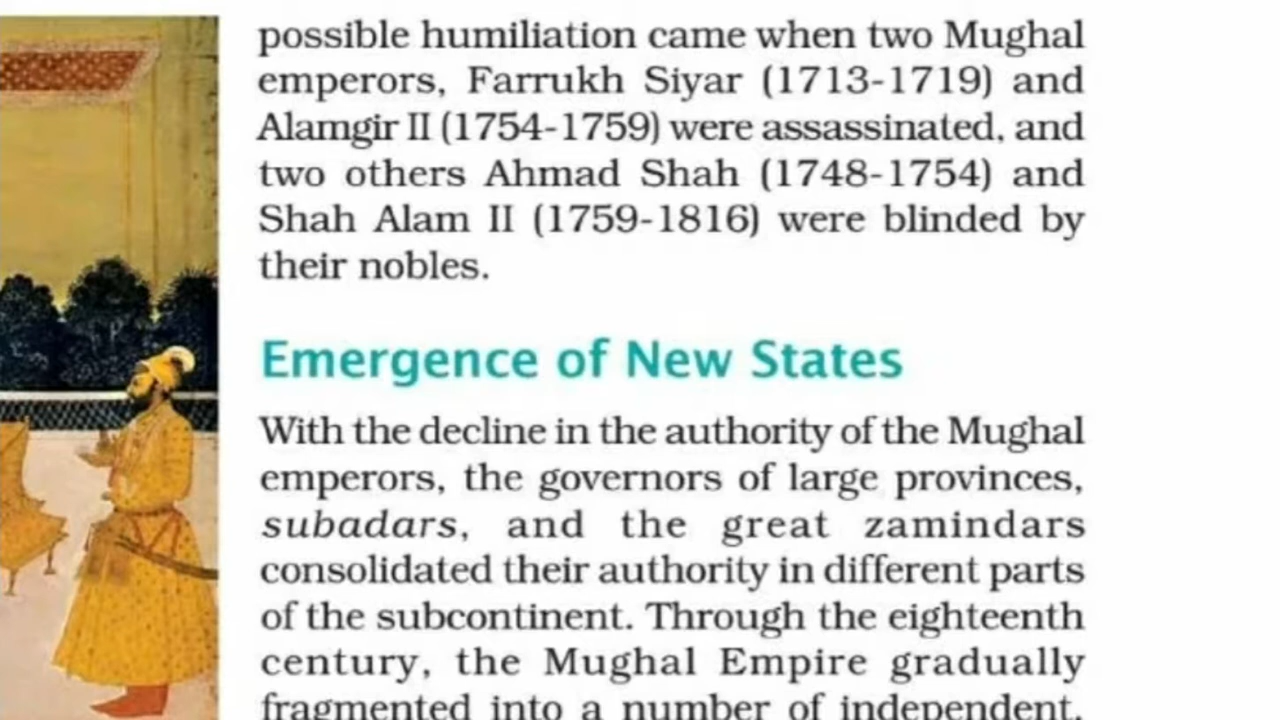 possible humiliation came when two Mughal
emperors, Farrukh Siyar (1713-1719) and
Alamgir II (1754-1759) were assassinated, and
two others Ahmad Shah (1748-1754) and
Shah Alam II (1759-1816) were blinded by
their nobles.
Emergence of New States
With the decline in the authority of the Mughal
emperors, the governors of large provinces,
subadars, and the great zamindars
consolidated their authority in different parts
of the subcontinent. Through the eighteenth
century, the Mughal Empire gradually
fragmented into a number of independent,